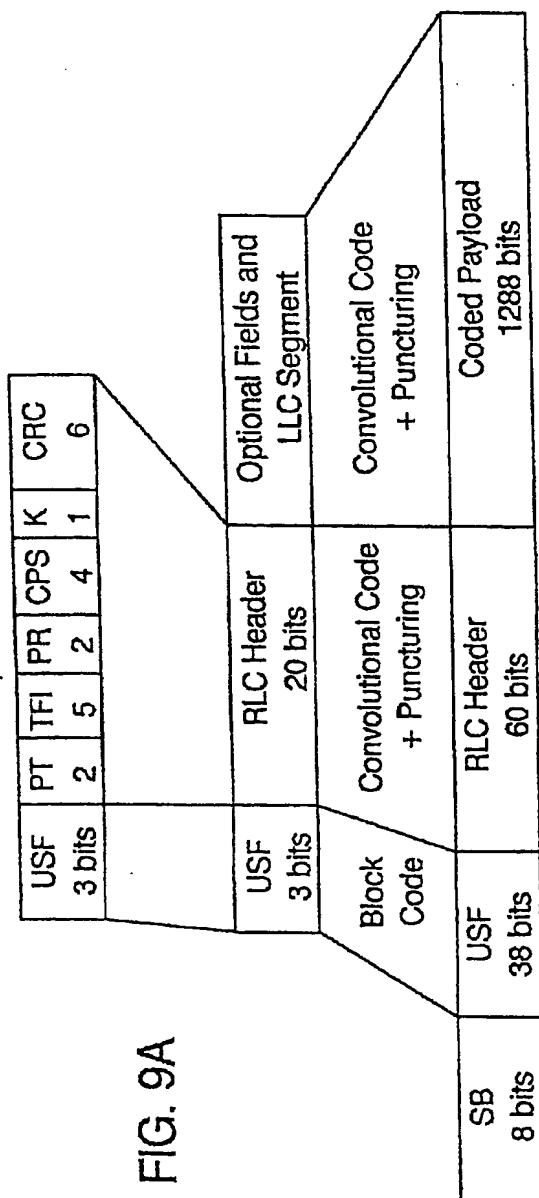 FIG. 9A
USF PT TFI PR CPS K CRC
3 bits 2 5 2 4 1 6
USF
3 bits
RLC Header
20 bits
Optional Fields and
LLC Segment
Block
Code
Convolutional Code
+ Puncturing
Convolutional Code
+ Puncturing
SB
8 bits
USF
38 bits
RLC Header
60 bits
Coded Payload
1288 bits